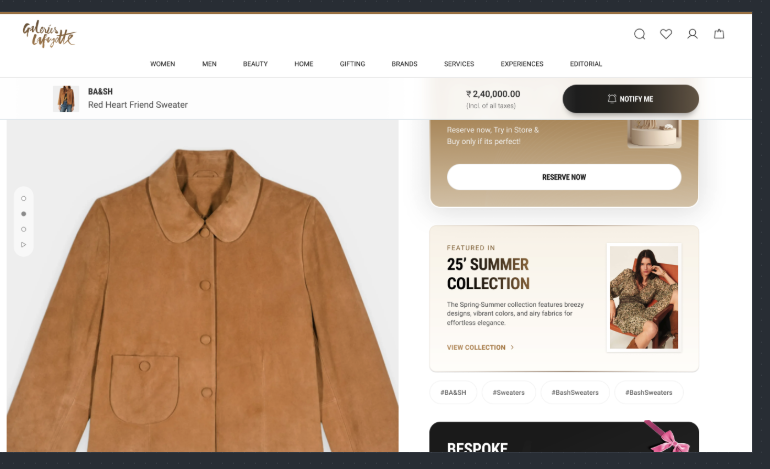 Galeries
Lafayette
WOMEN MEN BEAUTY HOME GIFTING BRANDS SERVICES EXPERIENCES EDITORIAL
BA&SH
Red Heart Friend Sweater
₹ 2,40,000.00
(Incl. of all taxes)
NOTIFY ME
Reserve now, Try in Store &
Buy only if its perfect!
RESERVE NOW
FEATURED IN
25' SUMMER
COLLECTION
The Spring-Summer collection features breezy
designs, vibrant colors, and airy fabrics for
effortless elegance.
VIEW COLLECTION
#BA&SH #Sweaters #BashSweaters #BashSweaters
BESPOKE